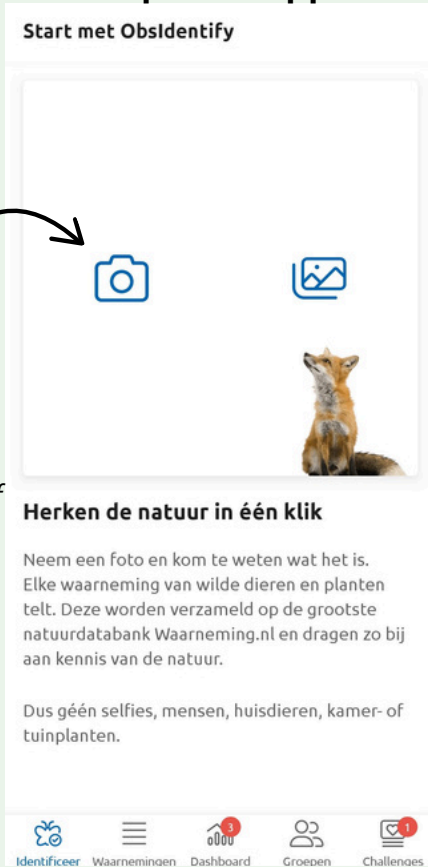 Start met ObsIdentify
Herken de natuur in één klik
Neem een foto en kom te weten wat het is.
Elke waarneming van wilde dieren en planten
telt. Deze worden verzameld op de grootste
natuurdatabank Waarneming.nl en dragen zo bij
aan kennis van de natuur.
Dus géén selfies, mensen, huisdieren, kamer- of
tuinplanten.
3
1
Identificeer Waarnemingen Dashboard Groepen Challenges